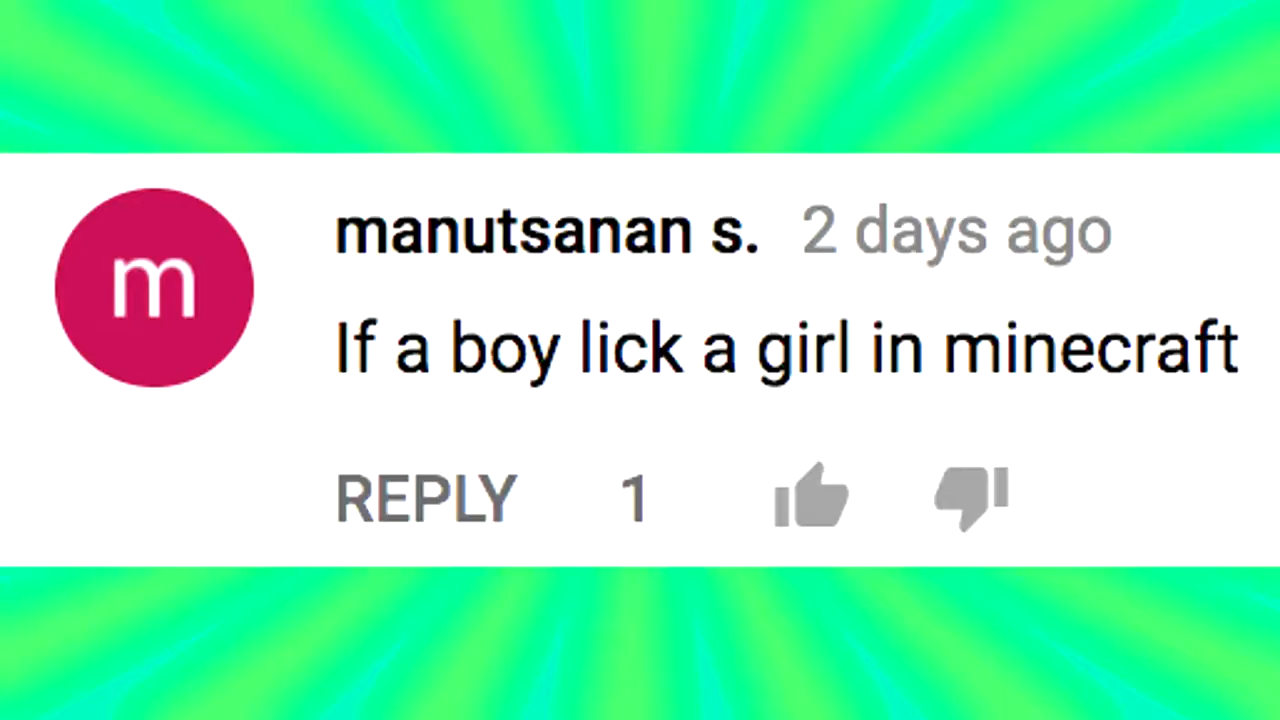 m
manutsanan s. 2 days ago
If a boy lick a girl in minecraft
REPLY 1